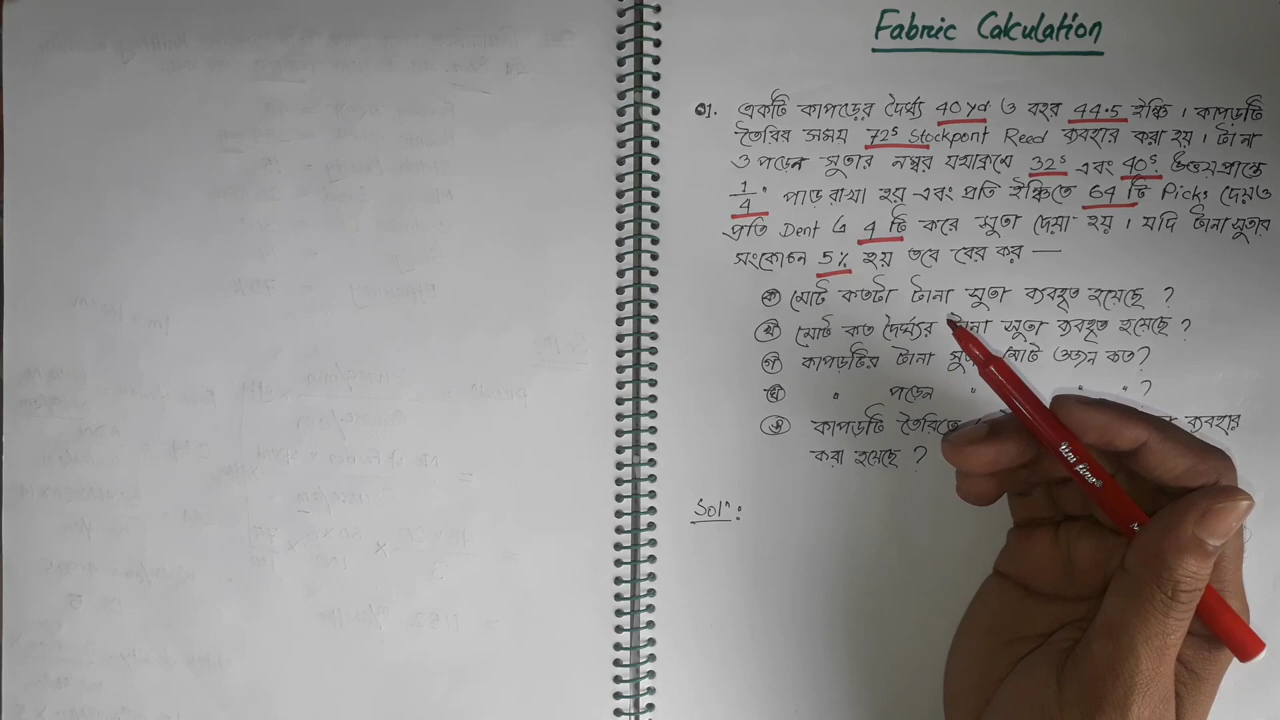 Fabric Calculation
01. একটি কাপড়ের দৈর্ঘ্য 40 yd ও বহর 44.5 ইঞ্চি । কাপড়টি
তৈরির সময় 72s Stockport Reed ব্যবহার করা হয় । টানা
ও পড়েন সুতার নম্বর যথাক্রমে 32s এবং 40s উভয়প্রান্তে
1/4" পাড় রাখা হয় এবং প্রতি ইঞ্চিতে 64 টি Picks দেয়ও
প্রতি Dent এ 4 টি করে সুতা দেয়া হয় । যদি টানা সুতার
সংকোচন 5% হয় তবে বের কর —
ক মোট কতটা টানা সুতা ব্যবহৃত হয়েছে ?
খ মোট কত দৈর্ঘ্যের টানা সুতা ব্যবহৃত হয়েছে ?
গ কাপড়টির টানা মোট ওজন কত?
ঘ " পড়েন " " " ?
ঙ কাপড়টি তৈরিতে ব্যবহার
করা হয়েছে ?
Solⁿ:
Uni Line